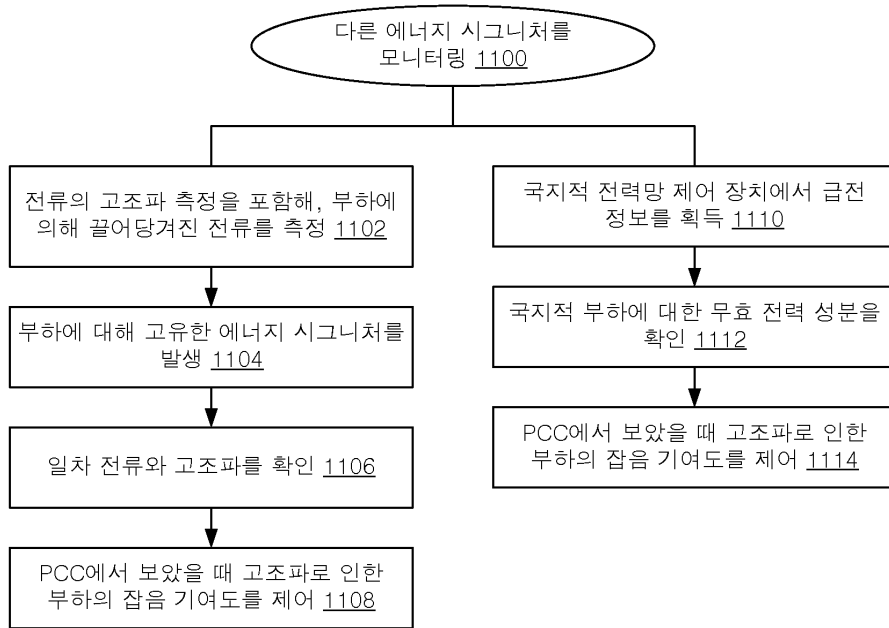 다른 에너지 시그니처를
모니터링 1100
전류의 고조파 측정을 포함해, 부하에
의해 끌어당겨진 전류를 측정 1102
부하에 대해 고유한 에너지 시그니처를
발생 1104
일차 전류와 고조파를 확인 1106
PCC에서 보았을 때 고조파로 인한
부하의 잡음 기여도를 제어 1108
국지적 전력망 제어 장치에서 급전
정보를 획득 1110
국지적 부하에 대한 무효 전력 성분을
확인 1112
PCC에서 보았을 때 고조파로 인한
부하의 잡음 기여도를 제어 1114